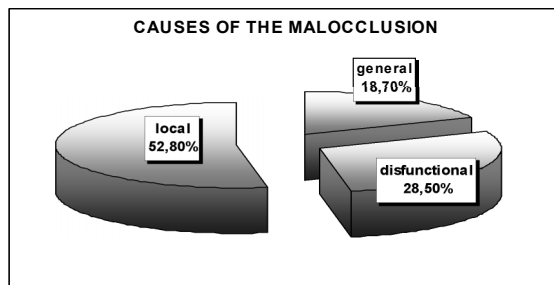 CAUSES OF THE MALOCCLUSION
general
18,70%
local
52,80%
disfunctional
28,50%